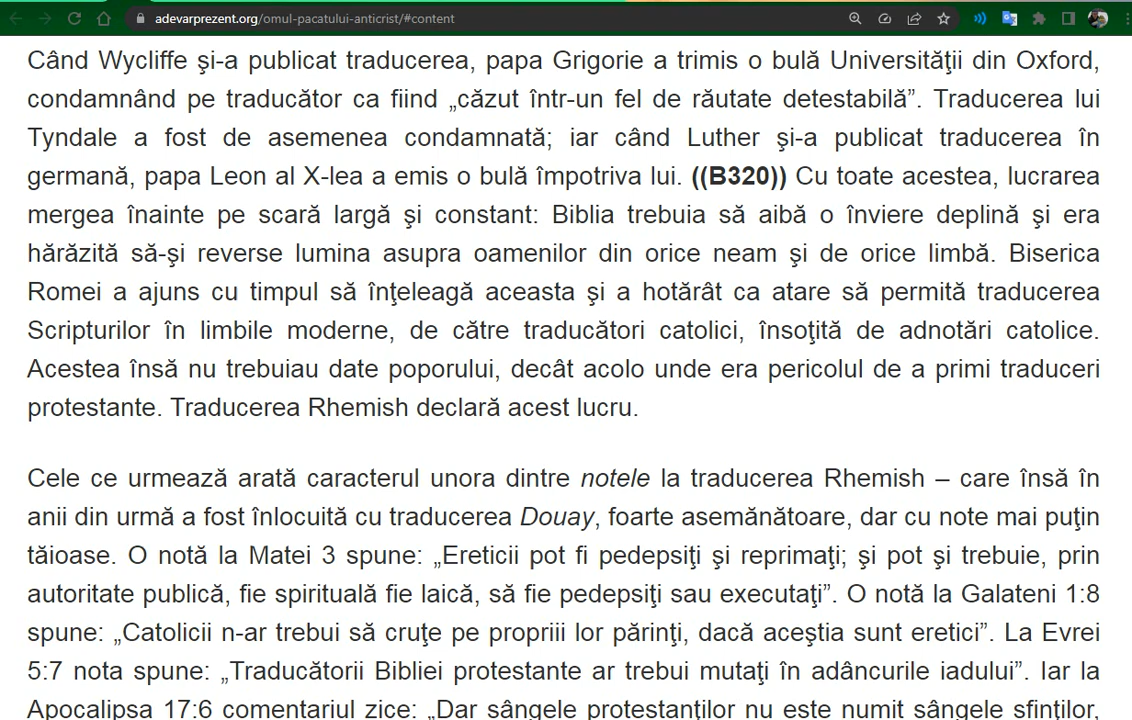 adevarprezent.org/omul-pacatului-anticrist/#content
Când Wycliffe şi-a publicat traducerea, papa Grigorie a trimis o bulă Universităţii din Oxford,
condamnând pe traducător ca fiind „căzut într-un fel de răutate detestabilă”. Traducerea lui
Tyndale a fost de asemenea condamnată; iar când Luther şi-a publicat traducerea în
germană, papa Leon al X-lea a emis o bulă împotriva lui. ((B320)) Cu toate acestea, lucrarea
mergea înainte pe scară largă şi constant: Biblia trebuia să aibă o înviere deplină şi era
hărăzită să-şi reverse lumina asupra oamenilor din orice neam şi de orice limbă. Biserica
Romei a ajuns cu timpul să înţeleagă aceasta şi a hotărât ca atare să permită traducerea
Scripturilor în limbile moderne, de către traducători catolici, însoţită de adnotări catolice.
Acestea însă nu trebuiau date poporului, decât acolo unde era pericolul de a primi traduceri
protestante. Traducerea Rhemish declară acest lucru.
Cele ce urmează arată caracterul unora dintre notele la traducerea Rhemish – care însă în
anii din urmă a fost înlocuită cu traducerea Douay, foarte asemănătoare, dar cu note mai puţin
tăioase. O notă la Matei 3 spune: „Ereticii pot fi pedepsiţi şi reprimaţi; şi pot şi trebuie, prin
autoritate publică, fie spirituală fie laică, să fie pedepsiţi sau executaţi”. O notă la Galateni 1:8
spune: „Catolicii n-ar trebui să cruţe pe propriii lor părinţi, dacă aceştia sunt eretici”. La Evrei
5:7 nota spune: „Traducătorii Bibliei protestante ar trebui mutaţi în adâncurile iadului”. Iar la
Apocalipsa 17:6 comentariul zice: „Dar sângele protestanţilor nu este numit sângele sfinţilor,